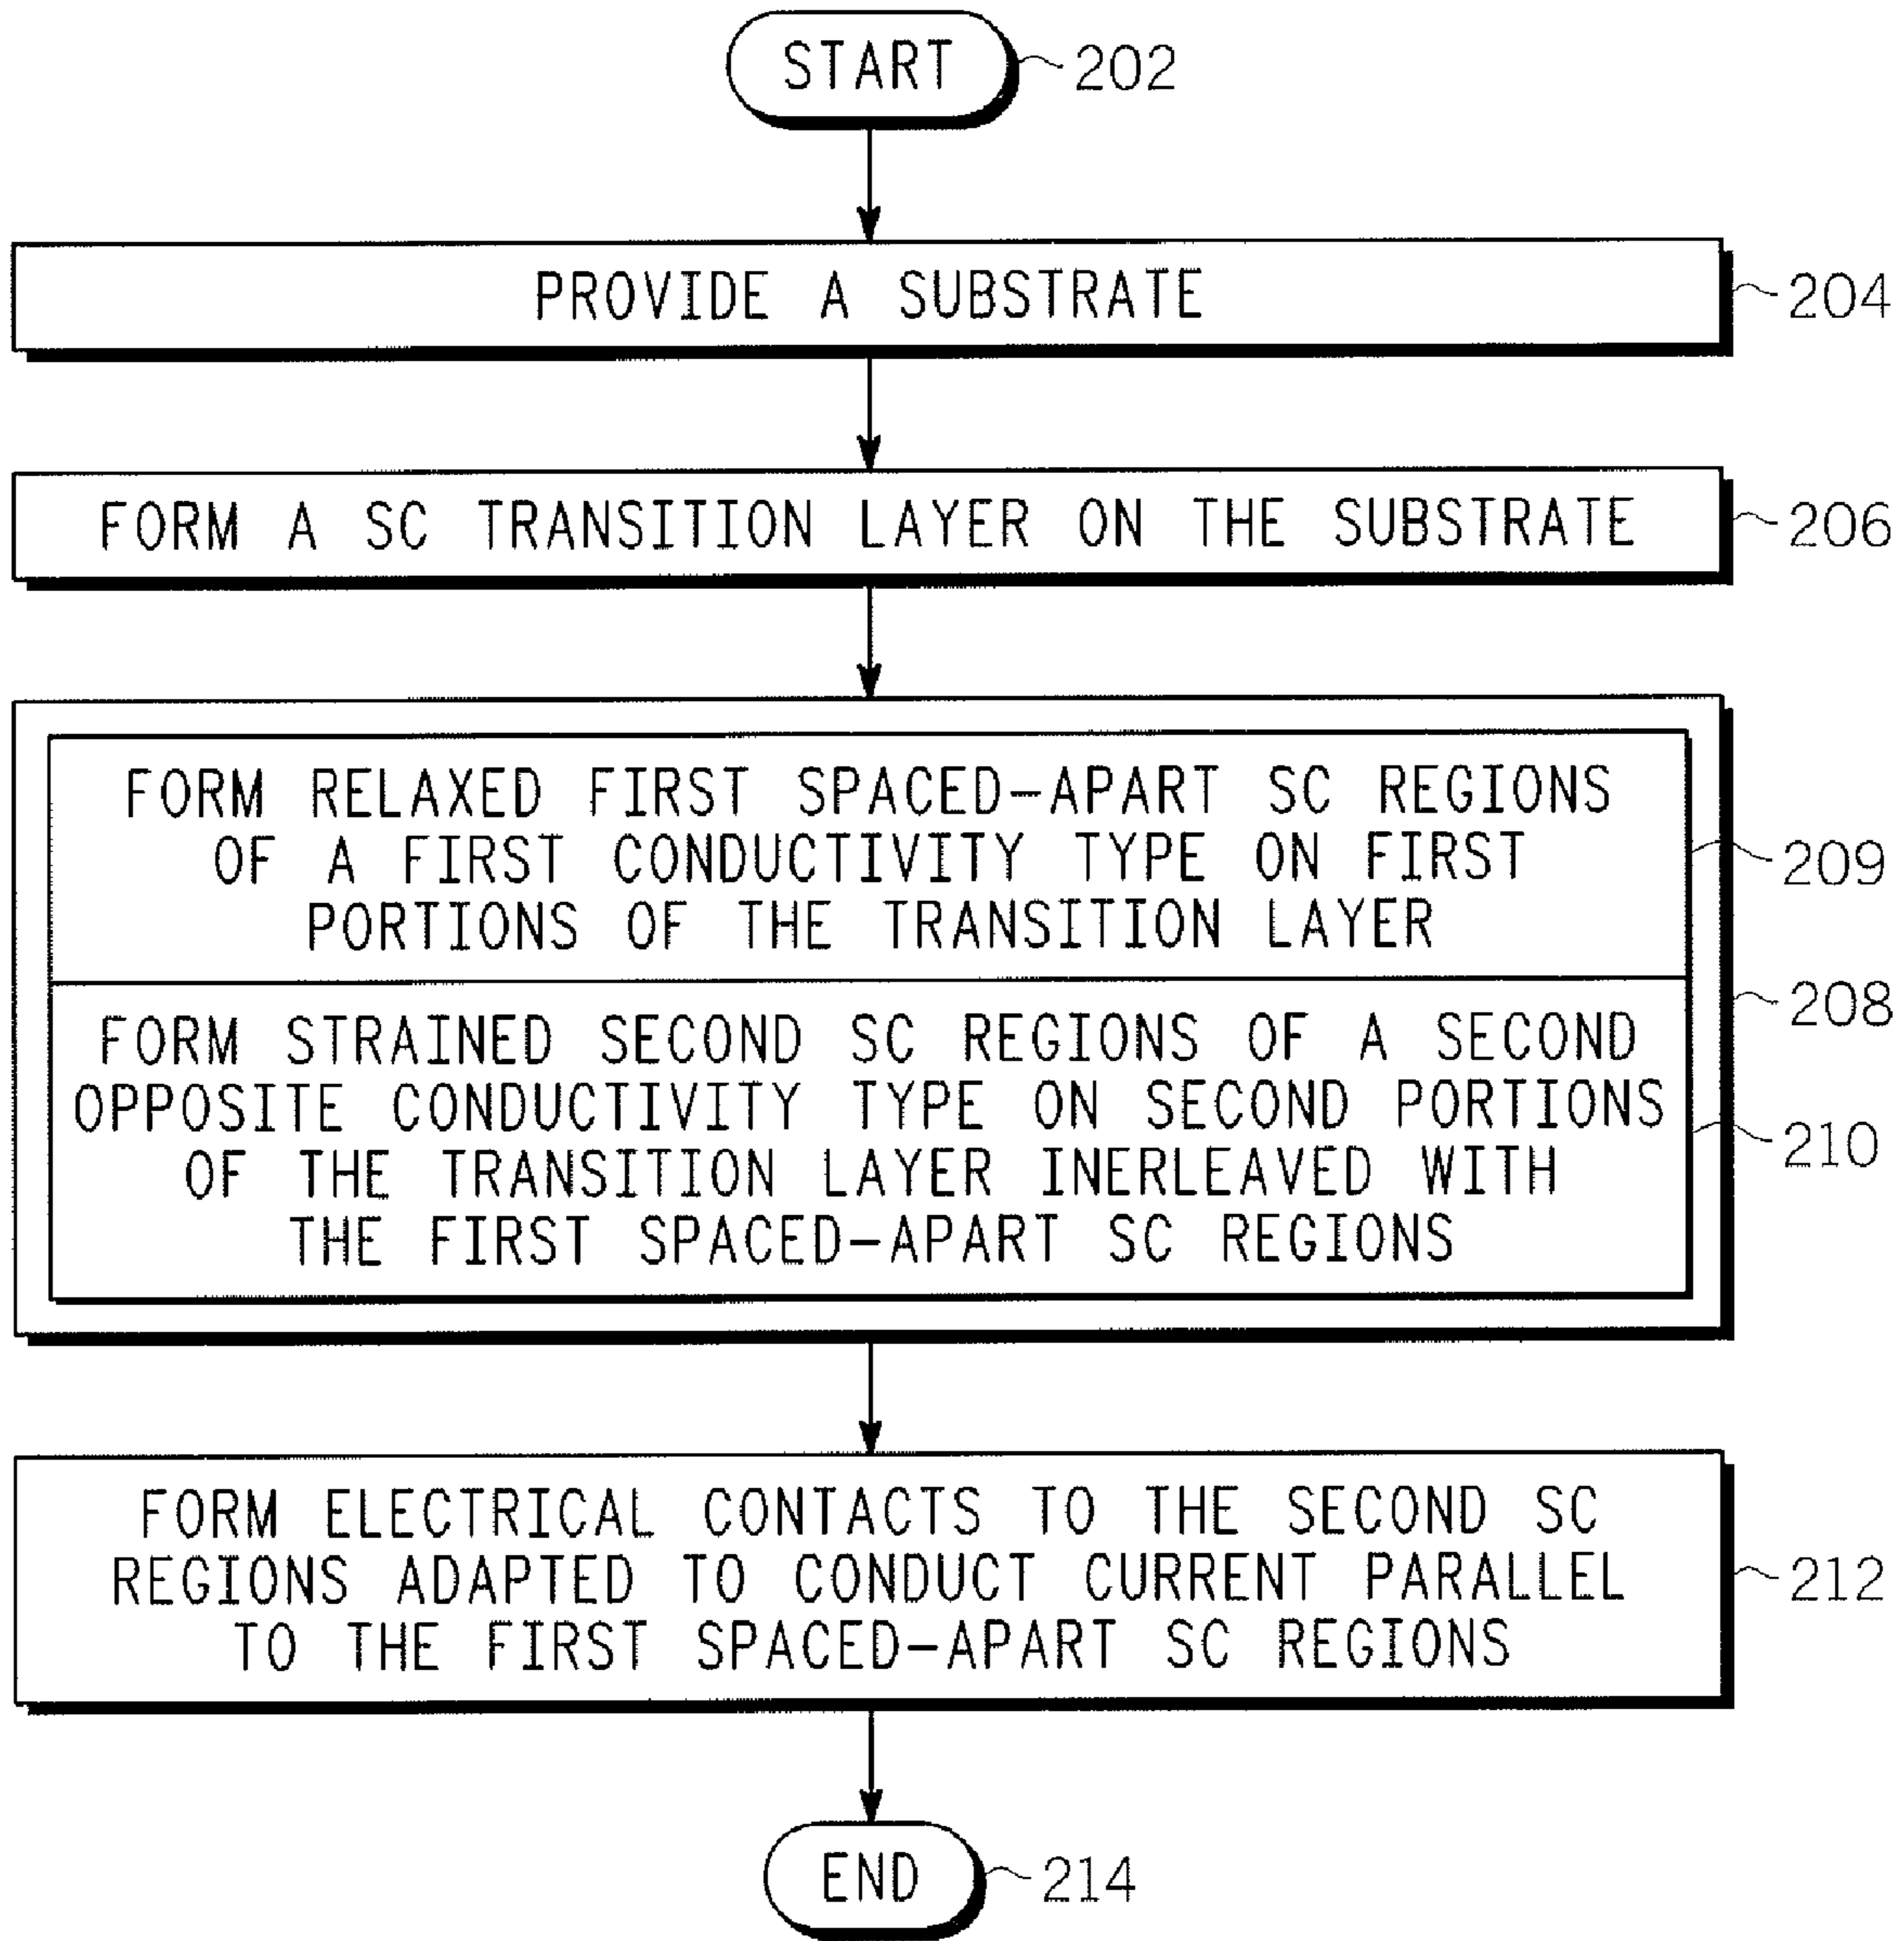 START
202
PROVIDE A SUBSTRATE
204
FORM A SC TRANSITION LAYER ON THE SUBSTRATE
206
FORM RELAXED FIRST SPACED-APART SC REGIONS
OF A FIRST CONDUCTIVITY TYPE ON FIRST
PORTIONS OF THE TRANSITION LAYER
209
208
FORM STRAINED SECOND SC REGIONS OF A SECOND
OPPOSITE CONDUCTIVITY TYPE ON SECOND PORTIONS
OF THE TRANSITION LAYER INERLEAVED WITH
THE FIRST SPACED-APART SC REGIONS
210
FORM ELECTRICAL CONTACTS TO THE SECOND SC
REGIONS ADAPTED TO CONDUCT CURRENT PARALLEL
TO THE FIRST SPACED-APART SC REGIONS
212
END
214